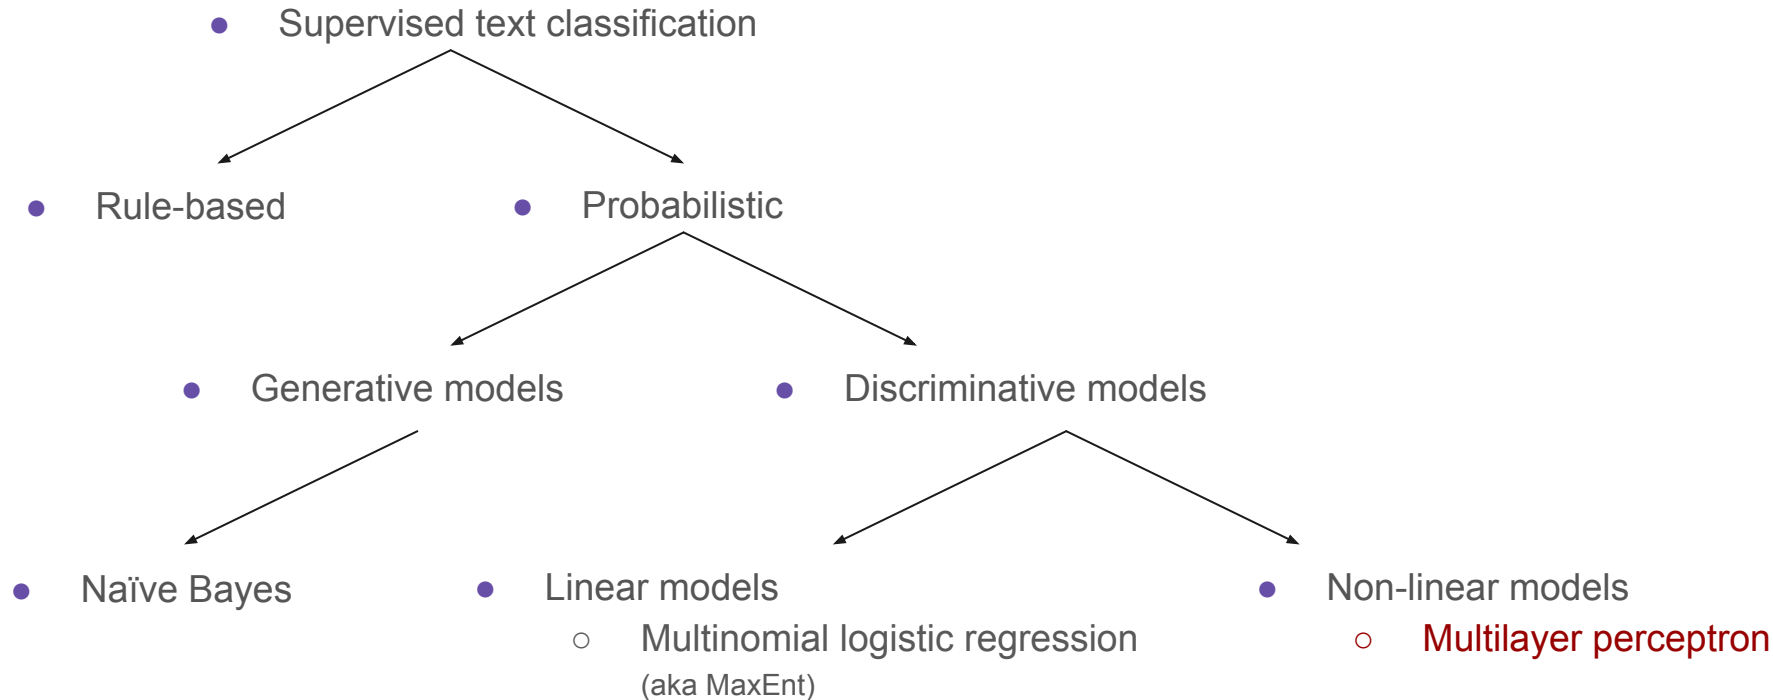 Supervised text classification
Rule-based
Probabilistic
Generative models
Discriminative models
Naïve Bayes
Linear models
Non-linear models
Multinomial logistic regression
Multilayer perceptron
(aka MaxEnt)